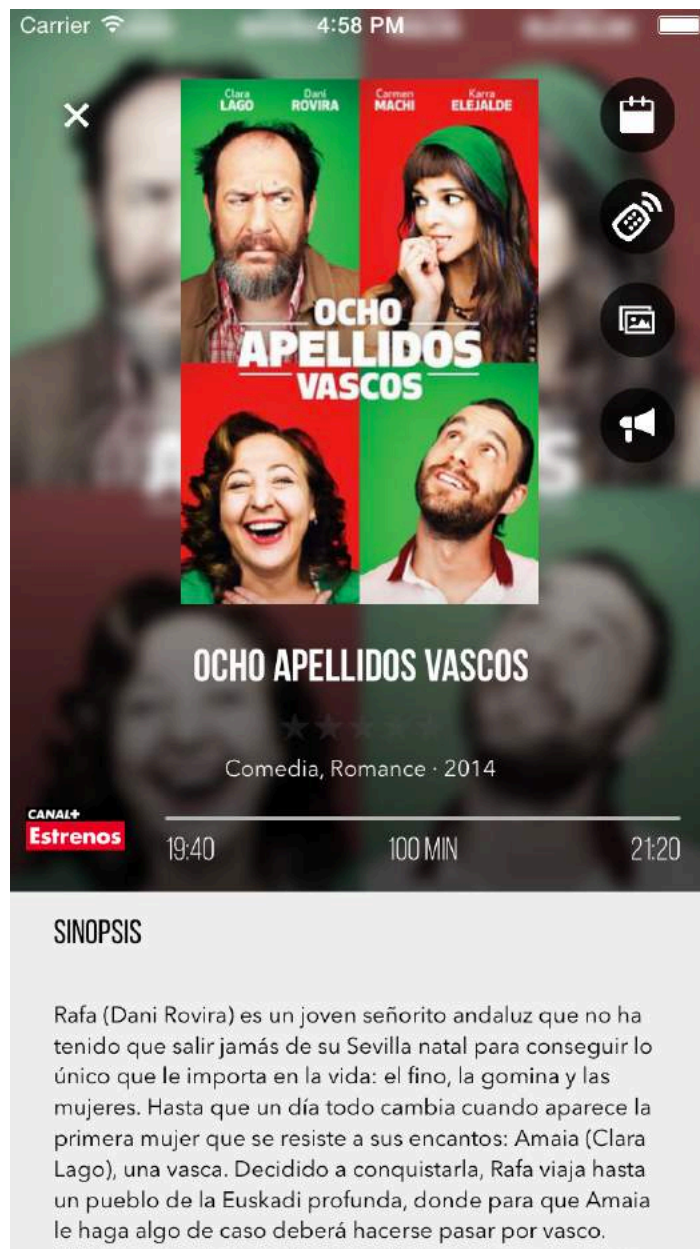 Carrier
4:58 PM
Clara LAGO
Dani ROVIRA
Carmen MACHI
Karra ELEJALDE
OCHO
APELLIDOS
VASCOS
OCHO APELLIDOS VASCOS
Comedia, Romance · 2014
CANAL+
Estrenos
19:40
100 MIN
21:20
SINOPSIS
Rafa (Dani Rovira) es un joven señorito andaluz que no ha
tenido que salir jamás de su Sevilla natal para conseguir lo
único que le importa en la vida: el fino, la gomina y las
mujeres. Hasta que un día todo cambia cuando aparece la
primera mujer que se resiste a sus encantos: Amaia (Clara
Lago), una vasca. Decidido a conquistarla, Rafa viaja hasta
un pueblo de la Euskadi profunda, donde para que Amaia
le haga algo de caso deberá hacerse pasar por vasco.